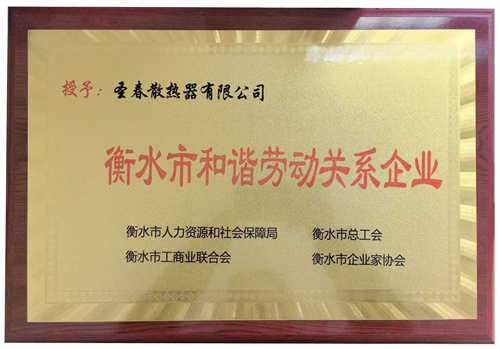 授予：圣春散热器有限公司
衡水市和谐劳动关系企业
衡水市人力资源和社会保障局 衡水市总工会
衡水市工商业联合会 衡水市企业家协会